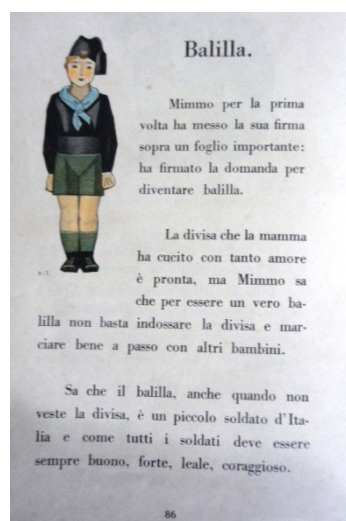 Balilla.
Mimmo per la prima
volta ha messo la sua firma
sopra un foglio importante:
ha firmato la domanda per
diventare balilla.
La divisa che la mamma
ha cucito con tanto amore
è pronta, ma Mimmo sa
che per essere un vero ba-
lilla non basta indossare la divisa e mar-
ciare bene a passo con altri bambini.
Sa che il balilla, anche quando non
veste la divisa, è un piccolo soldato d'Ita-
lia e come tutti i soldati deve essere
sempre buono, forte, leale, coraggioso.
86